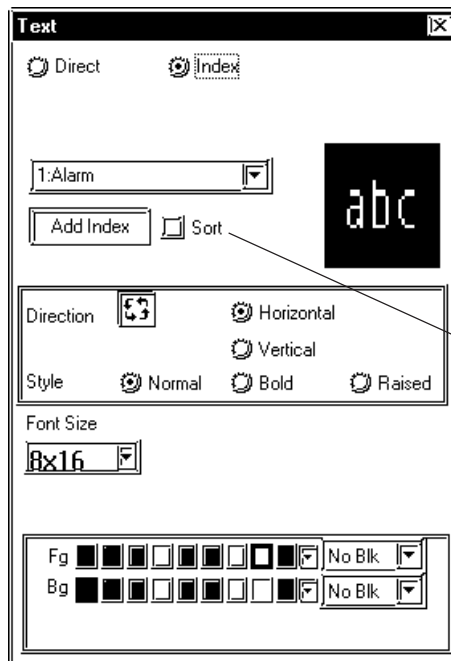 Text
Direct Index
1:Alarm
abc
Add Index Sort
Direction Horizontal
Vertical
Style Normal Bold Raised
Font Size
8x16
Fg No Blk
Bg No Blk